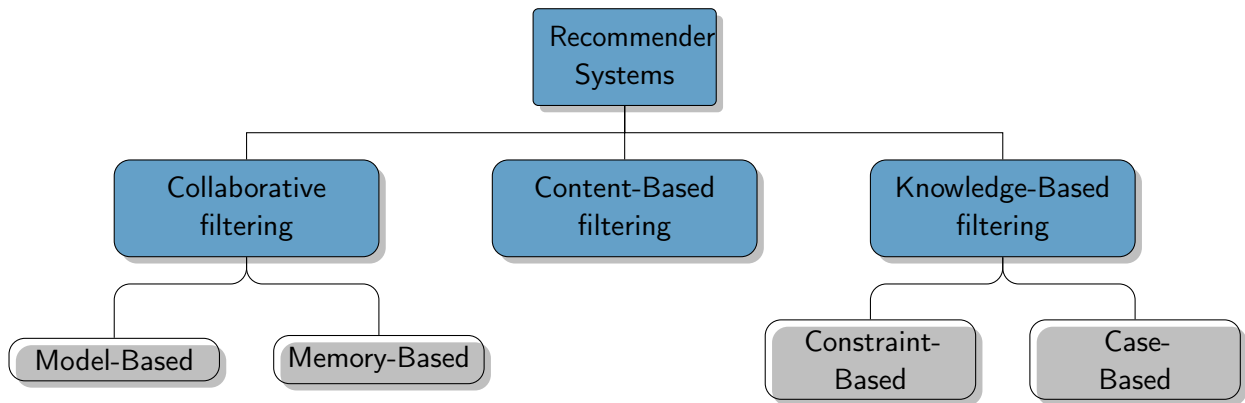 Recommender
Systems
Collaborative
filtering
Content-Based
filtering
Knowledge-Based
filtering
Model-Based
Memory-Based
Constraint-
Based
Case-
Based